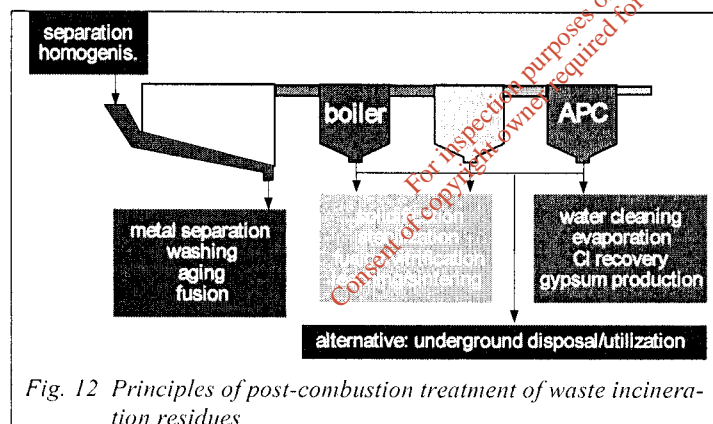 separation
homogenis.
boiler
APC
metal separation
washing
aging
fusion
water cleaning
evaporation
Cl recovery
gypsum production
alternative: underground disposal/utilization
For inspection purposes
Consent of copyright owner required for
Fig. 12 Principles of post-combustion treatment of waste incinera-
tion residues